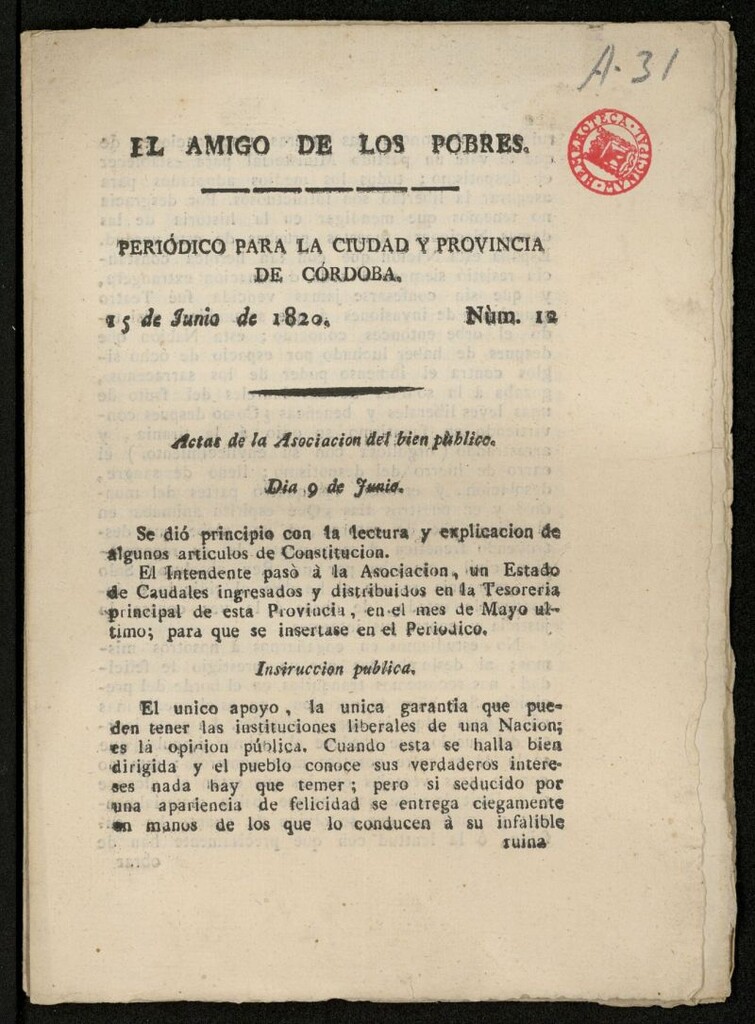 A-31
HEMEROTECA MUNICIPAL
EL AMIGO DE LOS POBRES.
PERIÓDICO PARA LA CIUDAD Y PROVINCIA
DE CÓRDOBA.
15 de Junio de 1820. Nùm. 12
Actas de la Asociacion del bien pùblico.
Dia 9 de Junio.
Se dió principio con la lectura y explicacion de
algunos articulos de Constitucion.
El Intendente pasò à la Asociacion, un Estado
de Caudales ingresados y distribuidos en la Tesoreria
principal de esta Provincia, en el mes de Mayo ul-
timo; para que se insertase en el Periodico.
Instruccion publica.
El unico apoyo, la unica garantia que pue-
den tener las instituciones liberales de una Nacion;
es la opinion pública. Cuando esta se halla bien
dirigida y el pueblo conoce sus verdaderos intere-
ses nada hay que temer; pero si seducido por
una apariencia de felicidad se entrega ciegamente
en manos de los que lo conducen à su infalible
ruina